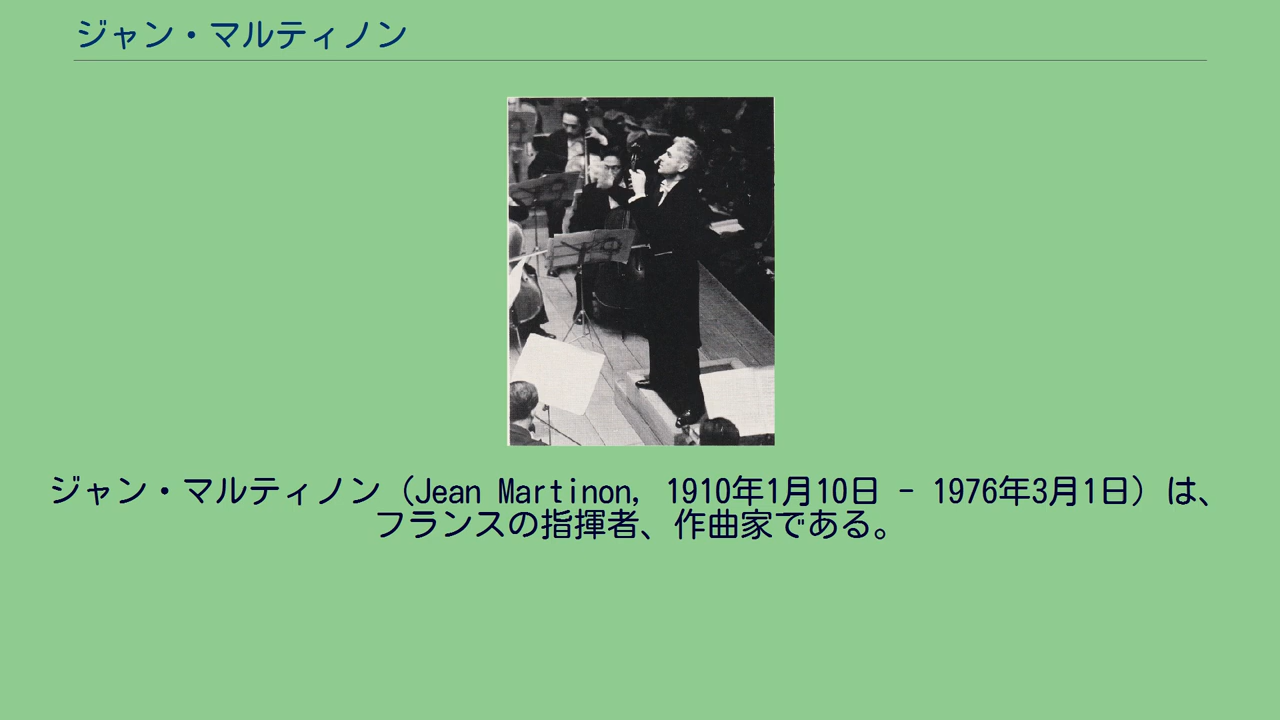 ジャン・マルティノン
ジャン・マルティノン（Jean Martinon, 1910年1月10日 - 1976年3月1日）は、
フランスの指揮者、作曲家である。